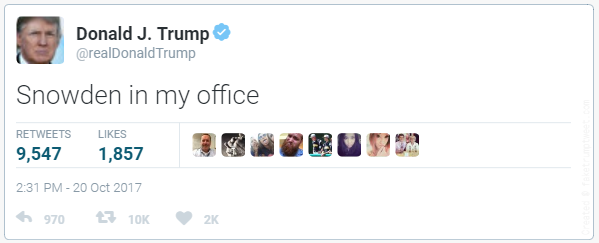 Donald J. Trump
@realDonaldTrump
Snowden in my office
RETWEETS LIKES
9,547 1,857
2:31 PM - 20 Oct 2017
970 10K 2K